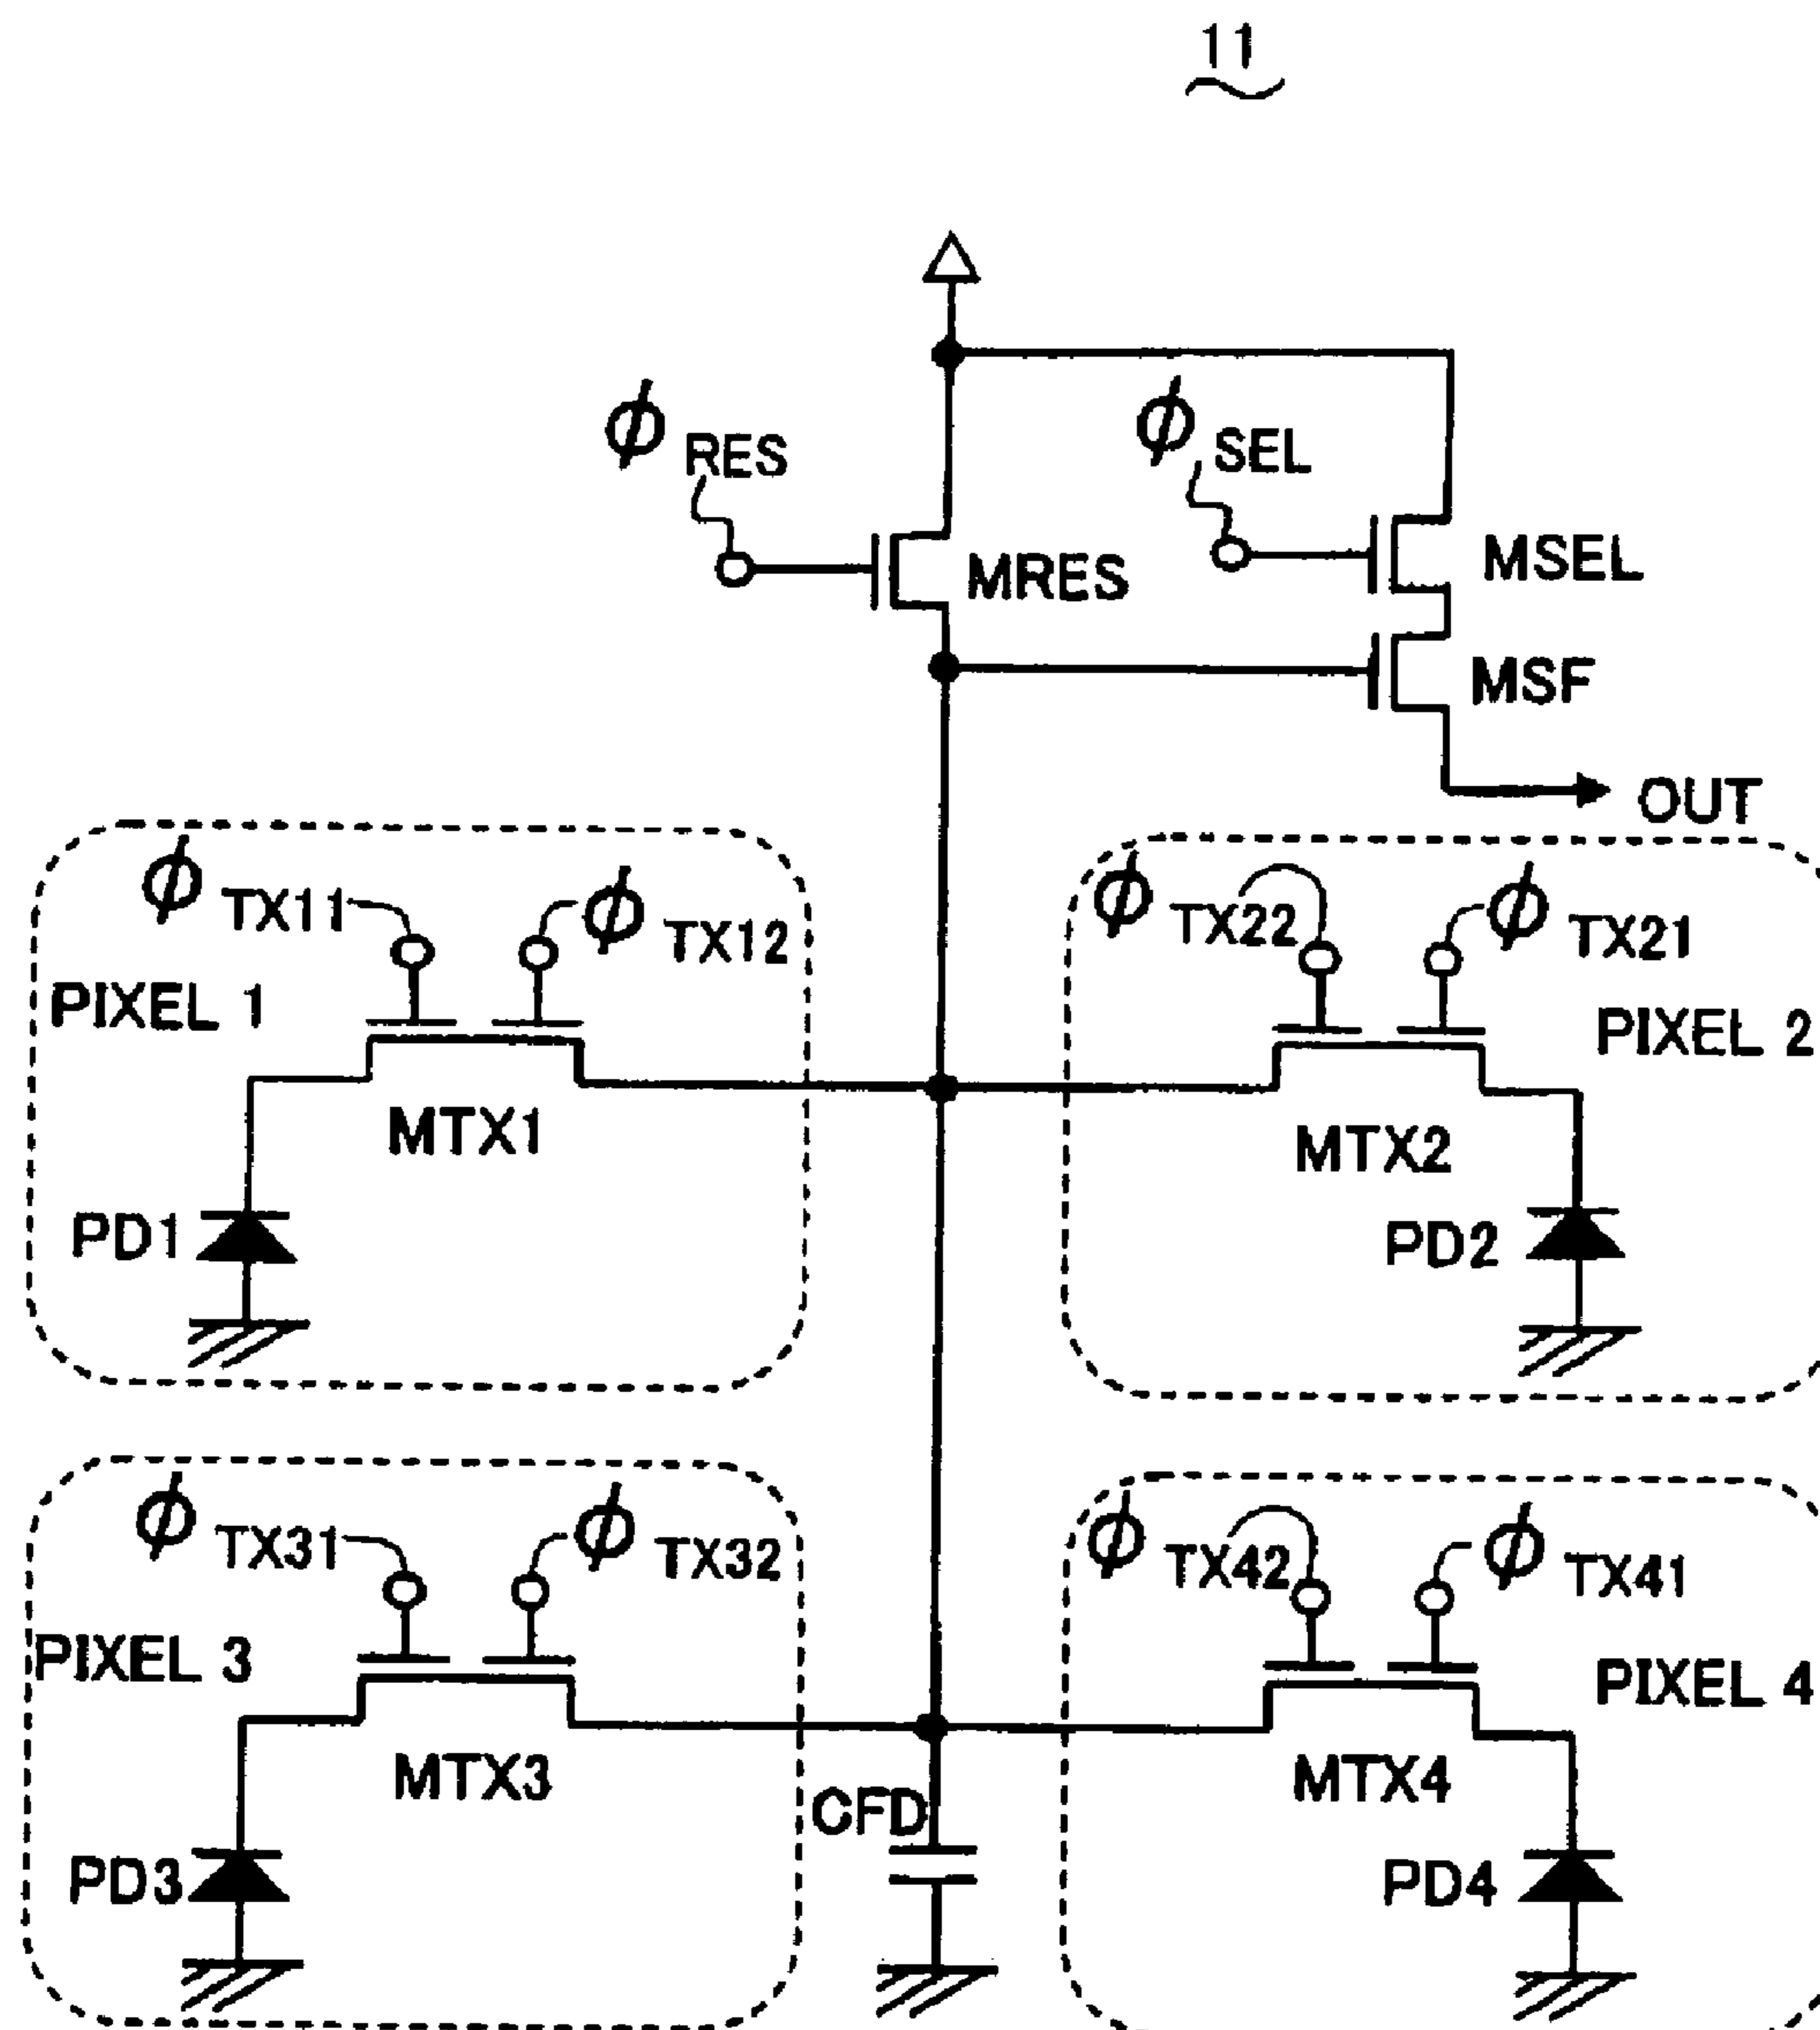 11
ϕ RES
ϕ SEL
MRES
MSEL
MSF
OUT
ϕ TX11
ϕ TX12
PIXEL 1
MTX1
PD1
ϕ TX22
ϕ TX21
PIXEL 2
MTX2
PD2
ϕ TX31
ϕ TX32
PIXEL 3
MTX3
PD3
CFD
ϕ TX42
ϕ TX41
PIXEL 4
MTX4
PD4